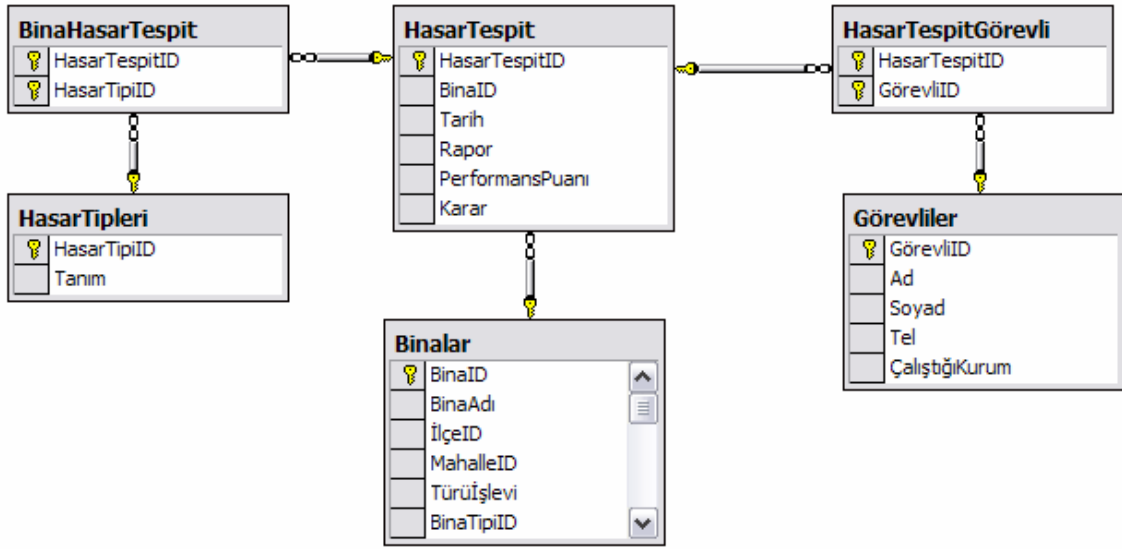 BinaHasarTespit
HasarTespitID
HasarTipiID
HasarTespit
HasarTespitID
BinaID
Tarih
Rapor
PerformansPuanı
Karar
HasarTespitGörevli
HasarTespitID
GörevliID
HasarTipleri
HasarTipiID
Tanım
Görevliler
GörevliID
Ad
Soyad
Tel
ÇalıştığıKurum
Binalar
BinaID
BinaAdı
İlçeID
MahalleID
Türüİşlevi
BinaTipiID